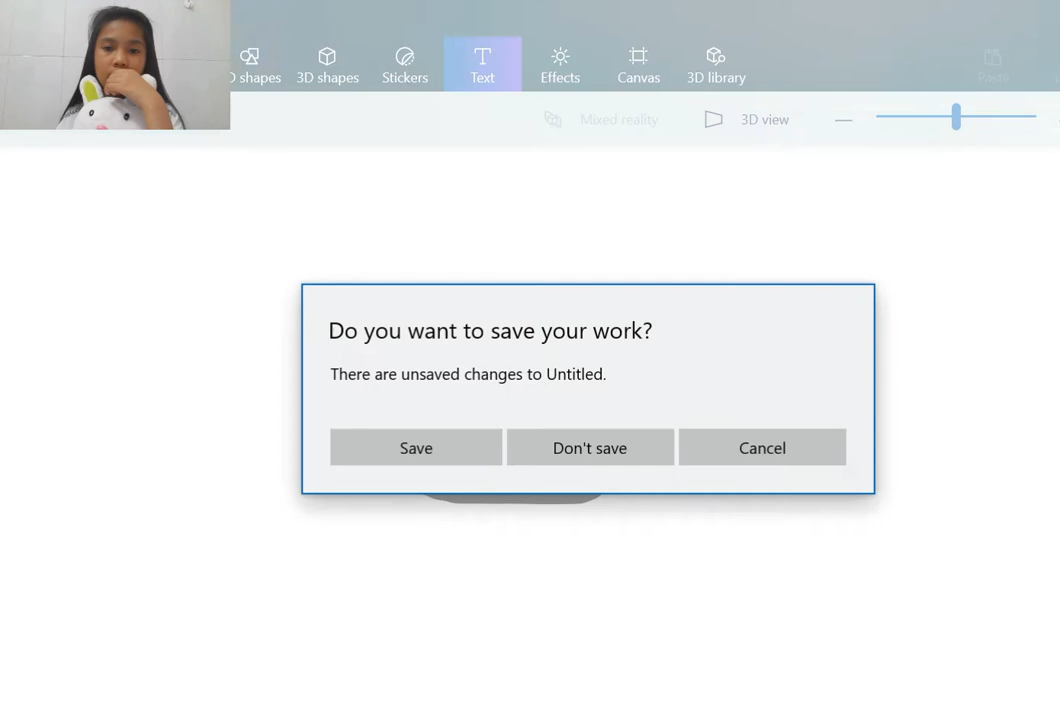 D shapes 3D shapes Stickers Text Effects Canvas 3D library Paste
Mixed reality 3D view
Do you want to save your work?
There are unsaved changes to Untitled.
Save Don't save Cancel